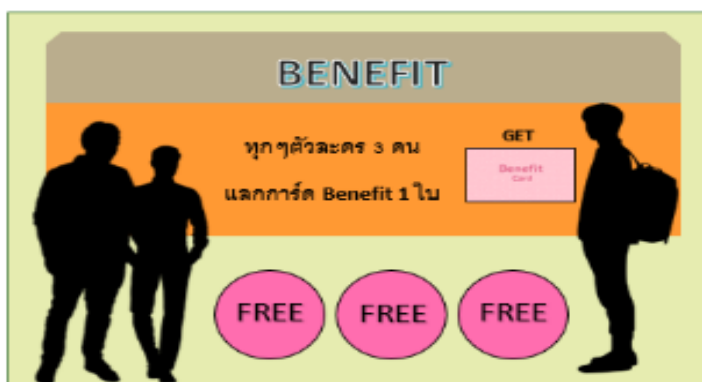 BENEFIT
ทุกๆตัวละคร 3 คน
แลกการ์ด Benefit 1 ใบ
GET
Benefit
Card
FREE
FREE
FREE